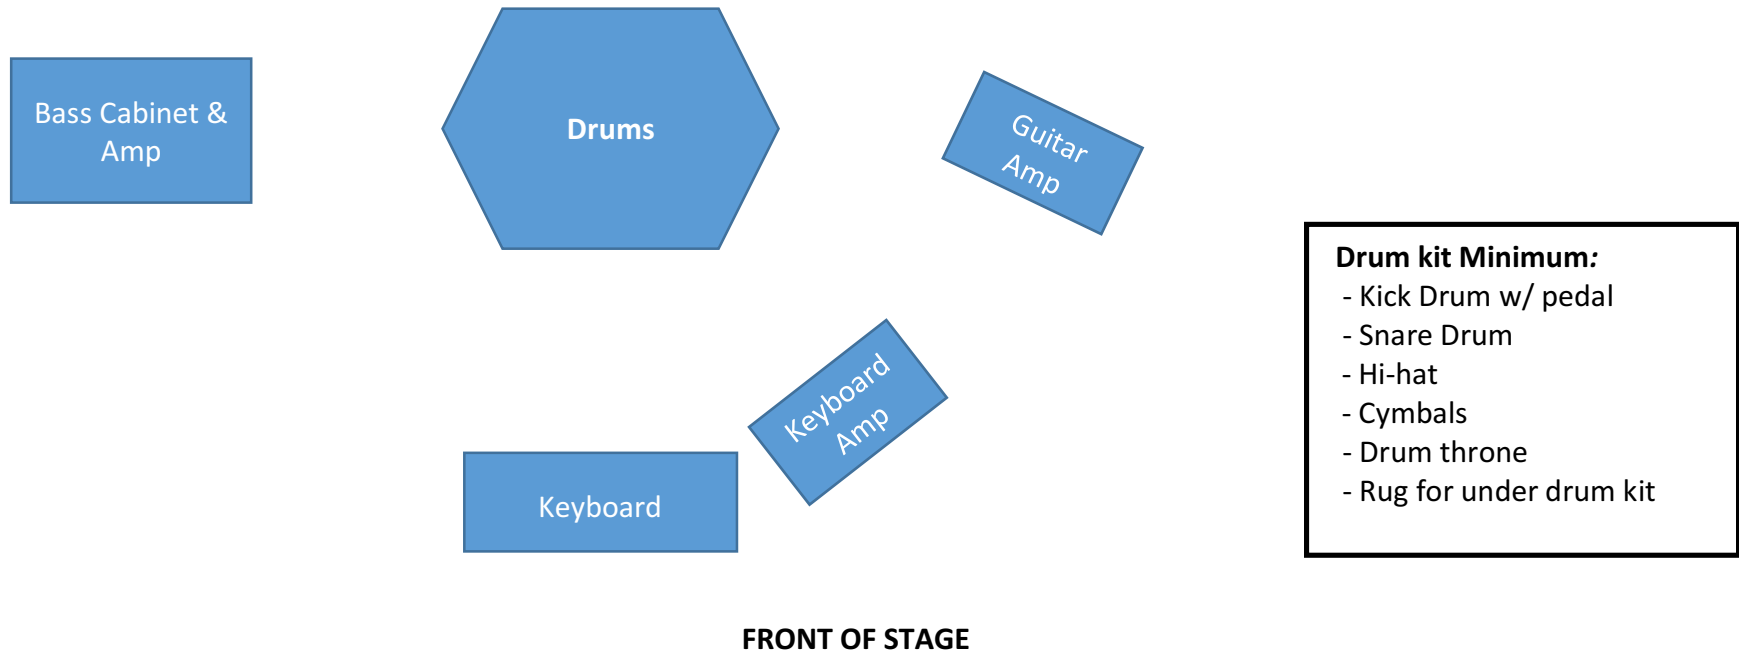 Bass Cabinet &
Amp
Drums
Guitar
Amp
Keyboard
Amp
Keyboard
Drum kit Minimum:
- Kick Drum w/ pedal
- Snare Drum
- Hi-hat
- Cymbals
- Drum throne
- Rug for under drum kit
FRONT OF STAGE